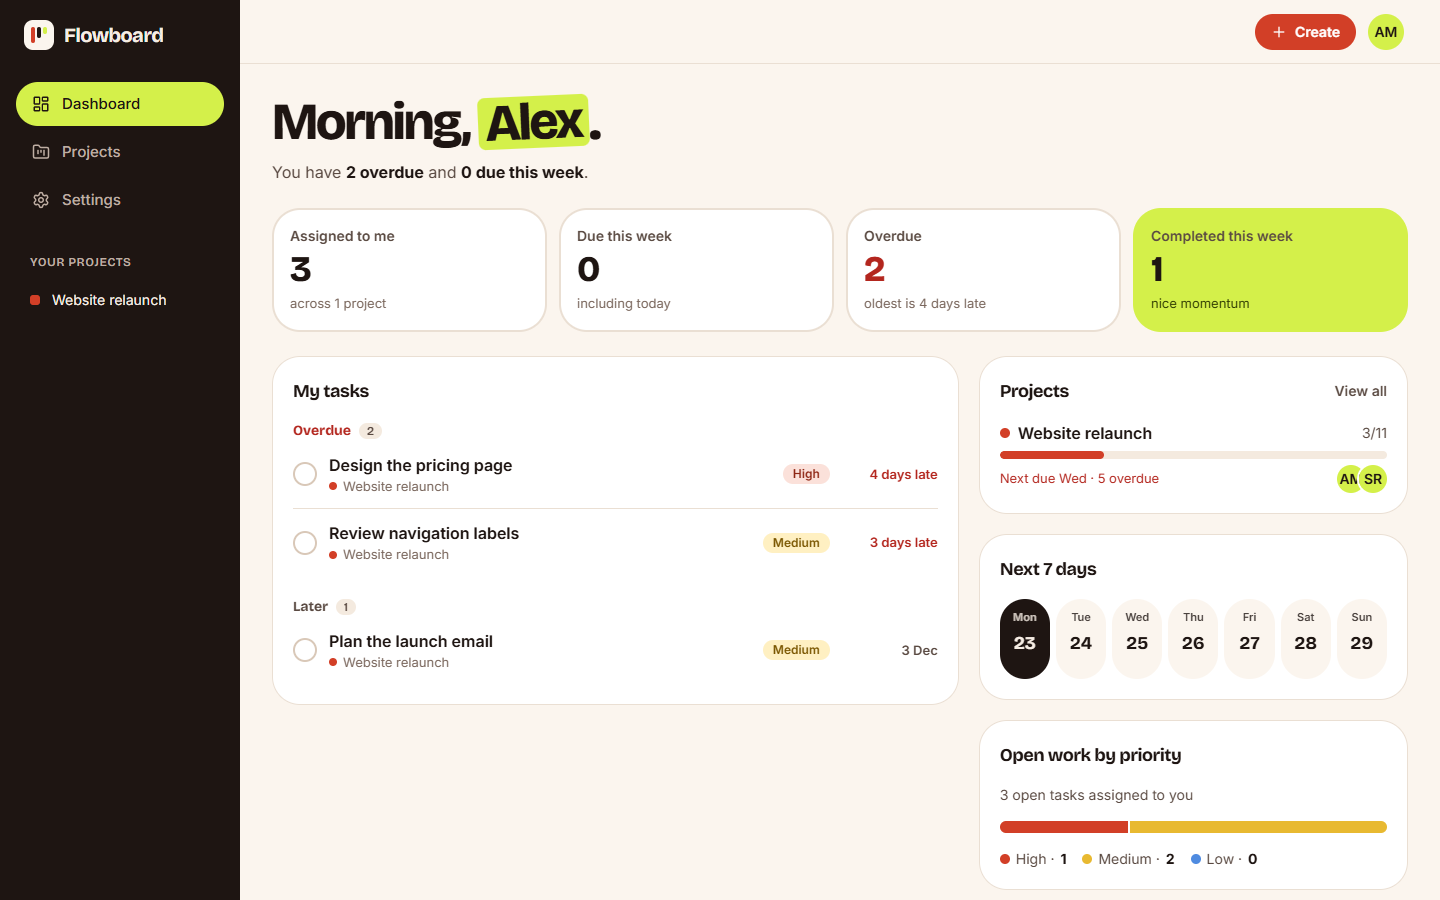 Flowboard
Dashboard
Projects
Settings
YOUR PROJECTS
Website relaunch
Create
AM
Morning, Alex.
You have 2 overdue and 0 due this week.
Assigned to me
3
across 1 project
Due this week
0
including today
Overdue
2
oldest is 4 days late
Completed this week
1
nice momentum
My tasks
Overdue 2
Design the pricing page
Website relaunch
High
4 days late
Review navigation labels
Website relaunch
Medium
3 days late
Later 1
Plan the launch email
Website relaunch
Medium
3 Dec
Projects
View all
Website relaunch
3/11
Next due Wed · 5 overdue
AM
SR
Next 7 days
Mon Tue Wed Thu Fri Sat Sun
23 24 25 26 27 28 29
Open work by priority
3 open tasks assigned to you
High · 1 Medium · 2 Low · 0